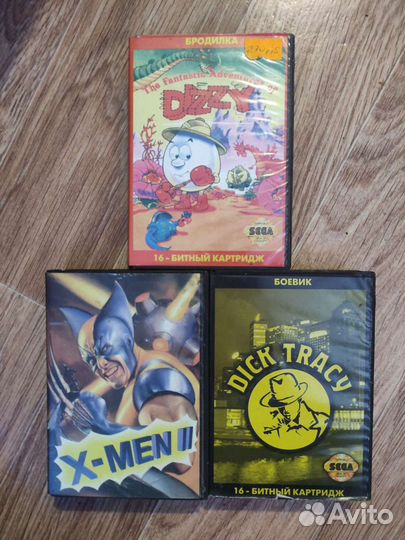 БРОДИЛКА
The Fantastic Adventures of
DIZZY
SEGA
16 - БИТНЫЙ КАРТРИДЖ
X-MEN II
БОЕВИК
DICK TRACY
SEGA
16 - БИТНЫЙ КАРТРИДЖ
Avito